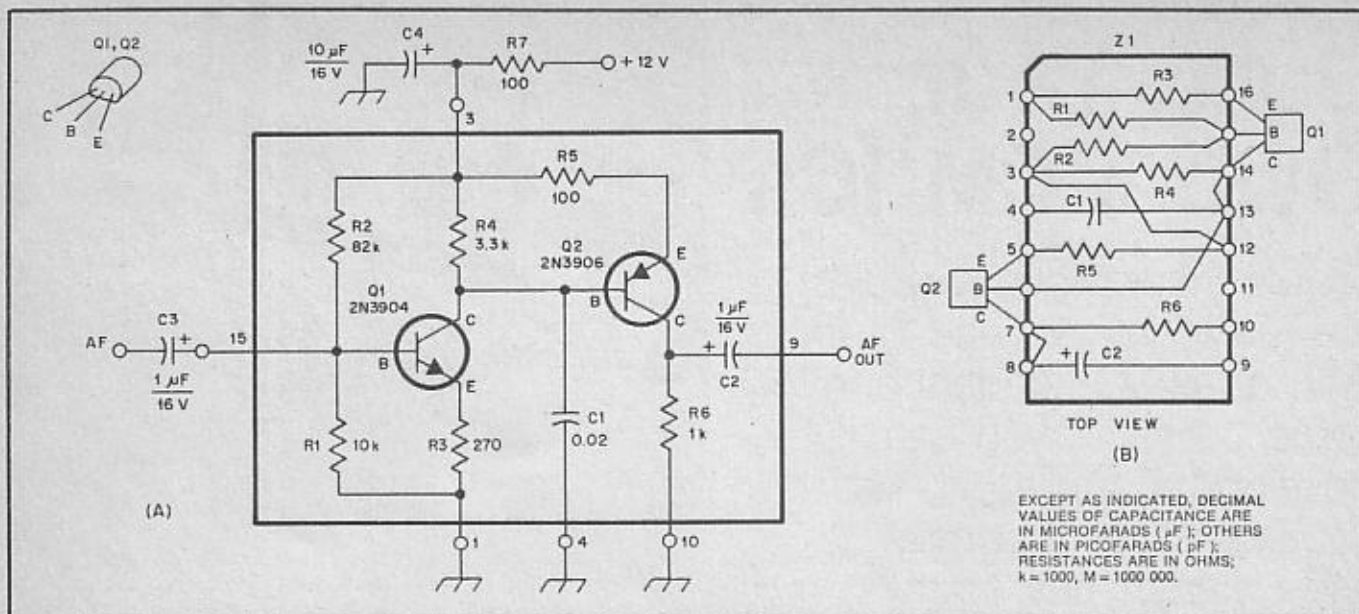 Q1, Q2
C
B
E
10 µF
16 V
C4
+
R7
100
+ 12 V
3
R5
100
R2
82k
R4
3.3k
Q2
2N3906
E
B
C
Q1
2N3904
C
B
E
AF
C3
+
1 µF
16 V
15
1 µF
16 V
+
C2
9
AF
OUT
R1
10k
R3
270
C1
0.02
R6
1k
(A)
1
4
10
Z1
1
2
3
4
5
7
8
16
14
13
12
11
10
9
R3
R1
R2
R4
C1
R5
R6
+
C2
E
B
C
Q1
E
B
C
Q2
TOP VIEW
(B)
EXCEPT AS INDICATED, DECIMAL
VALUES OF CAPACITANCE ARE
IN MICROFARADS ( µF ); OTHERS
ARE IN PICOFARADS ( pF );
RESISTANCES ARE IN OHMS;
k = 1000, M = 1000 000.